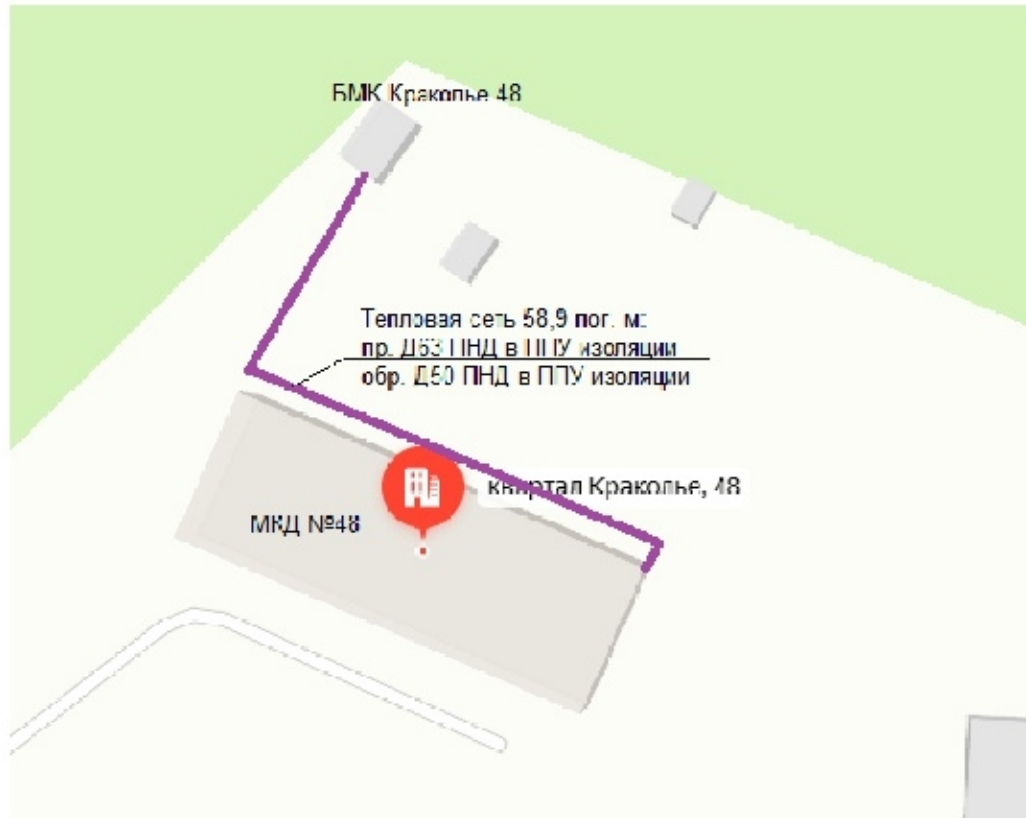 БМК Краколье 48
Тепловая сеть 58,9 пог. м:
пр. Д63 ПНД в ППУ изоляции
обр. Д50 ПНД в ППУ изоляции
квартал Краколье, 48
МКД №48